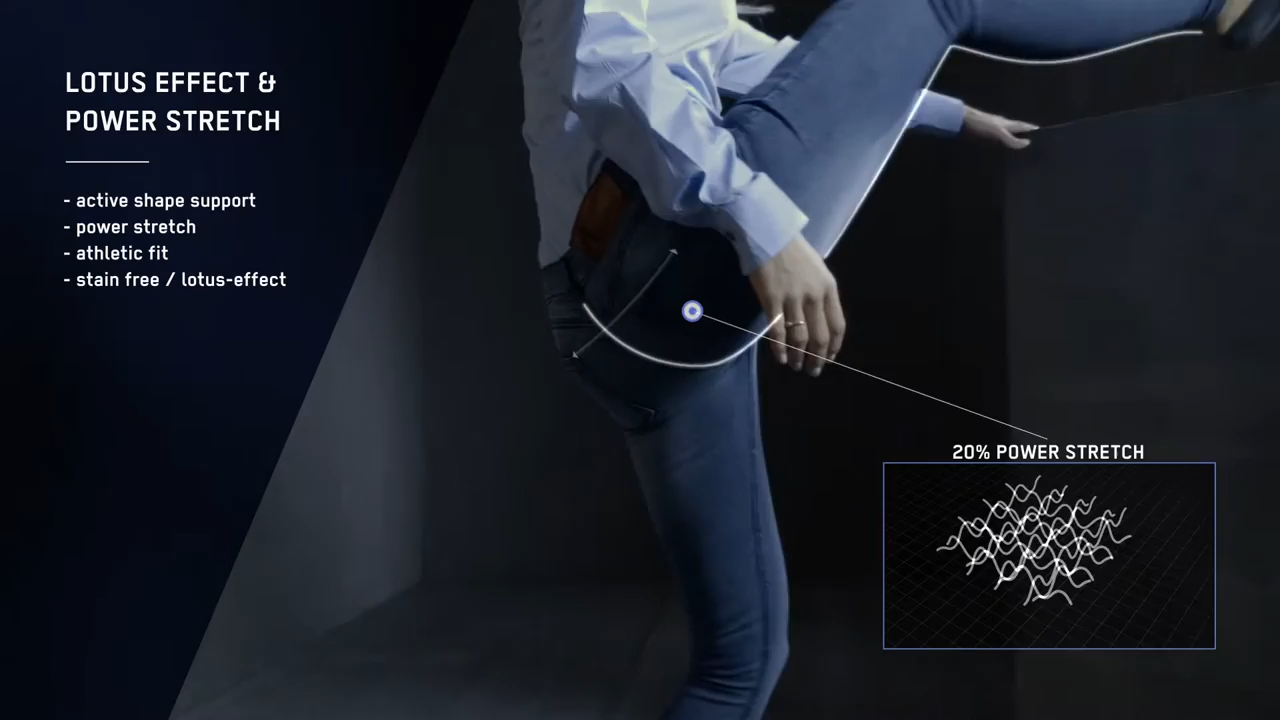 LOTUS EFFECT &
POWER STRETCH
- active shape support
- power stretch
- athletic fit
- stain free / lotus-effect
20% POWER STRETCH